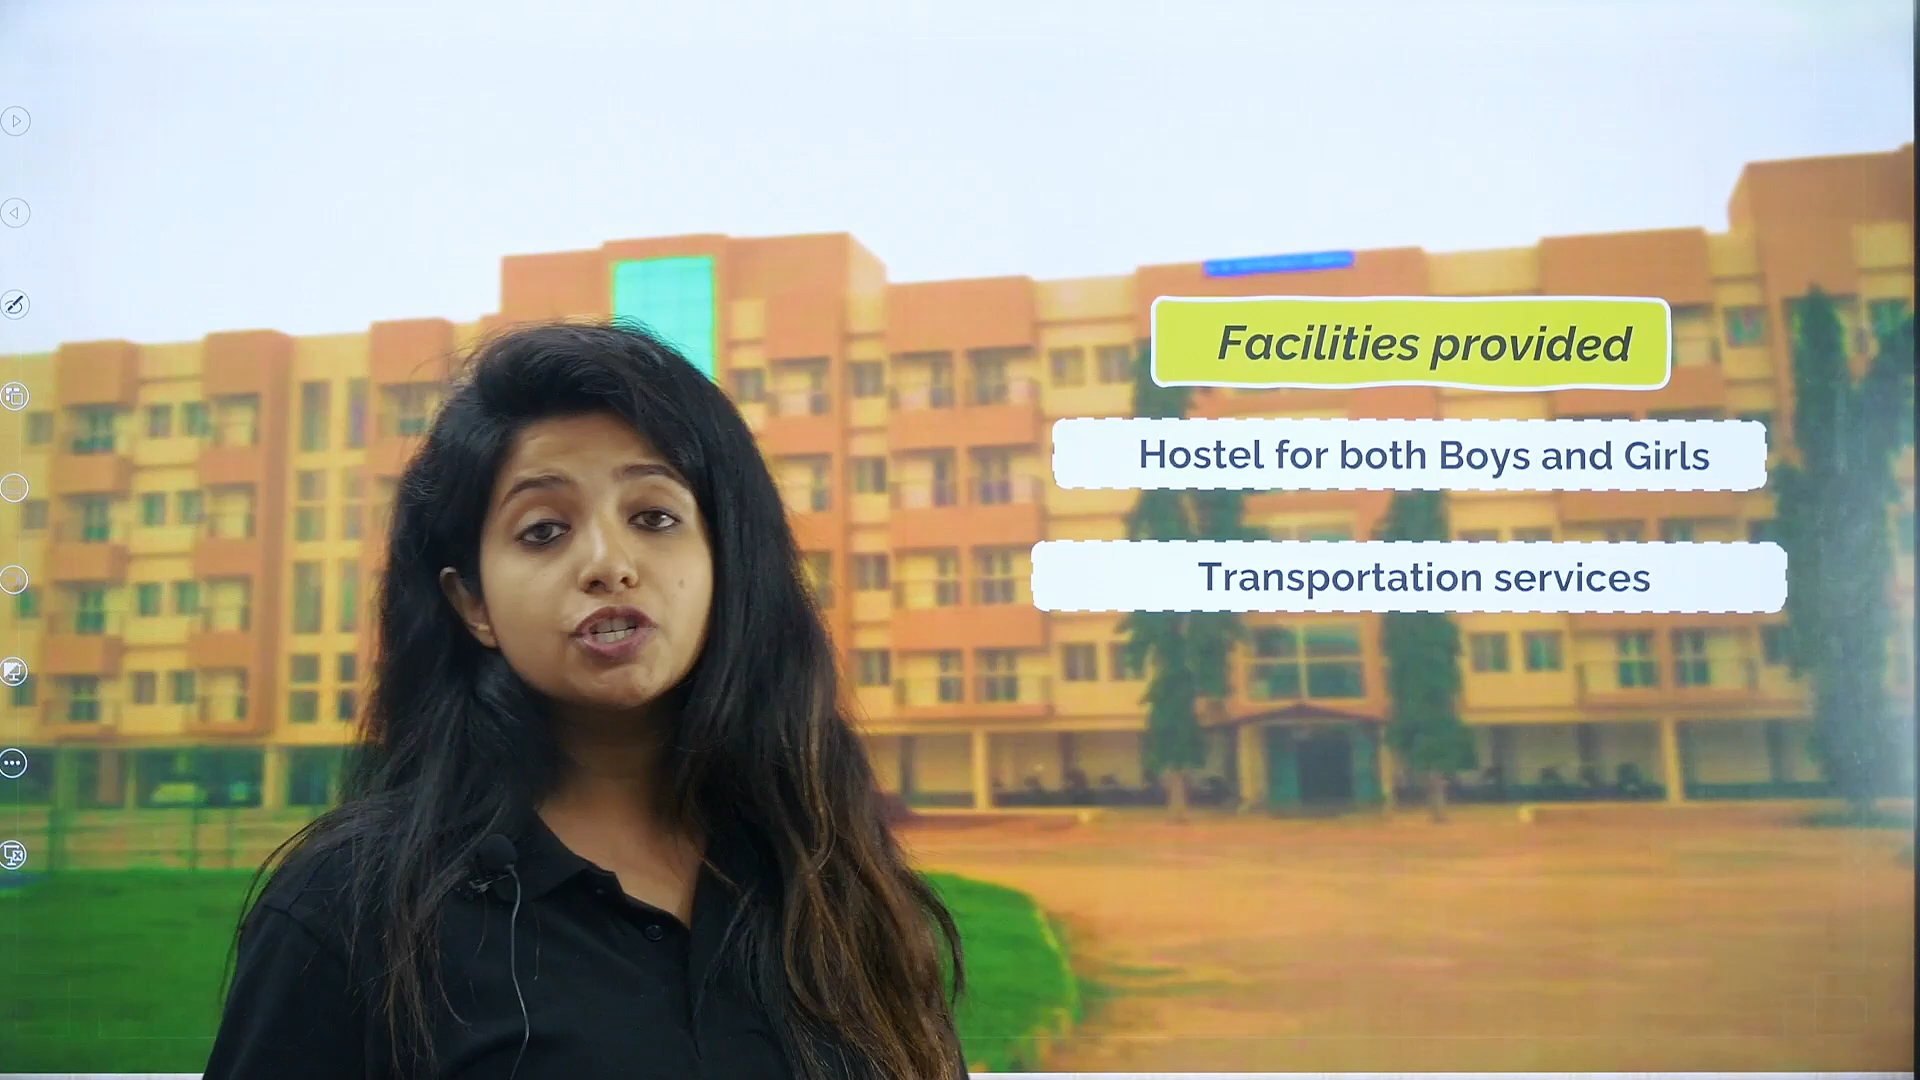 Facilities provided
Hostel for both Boys and Girls
Transportation services